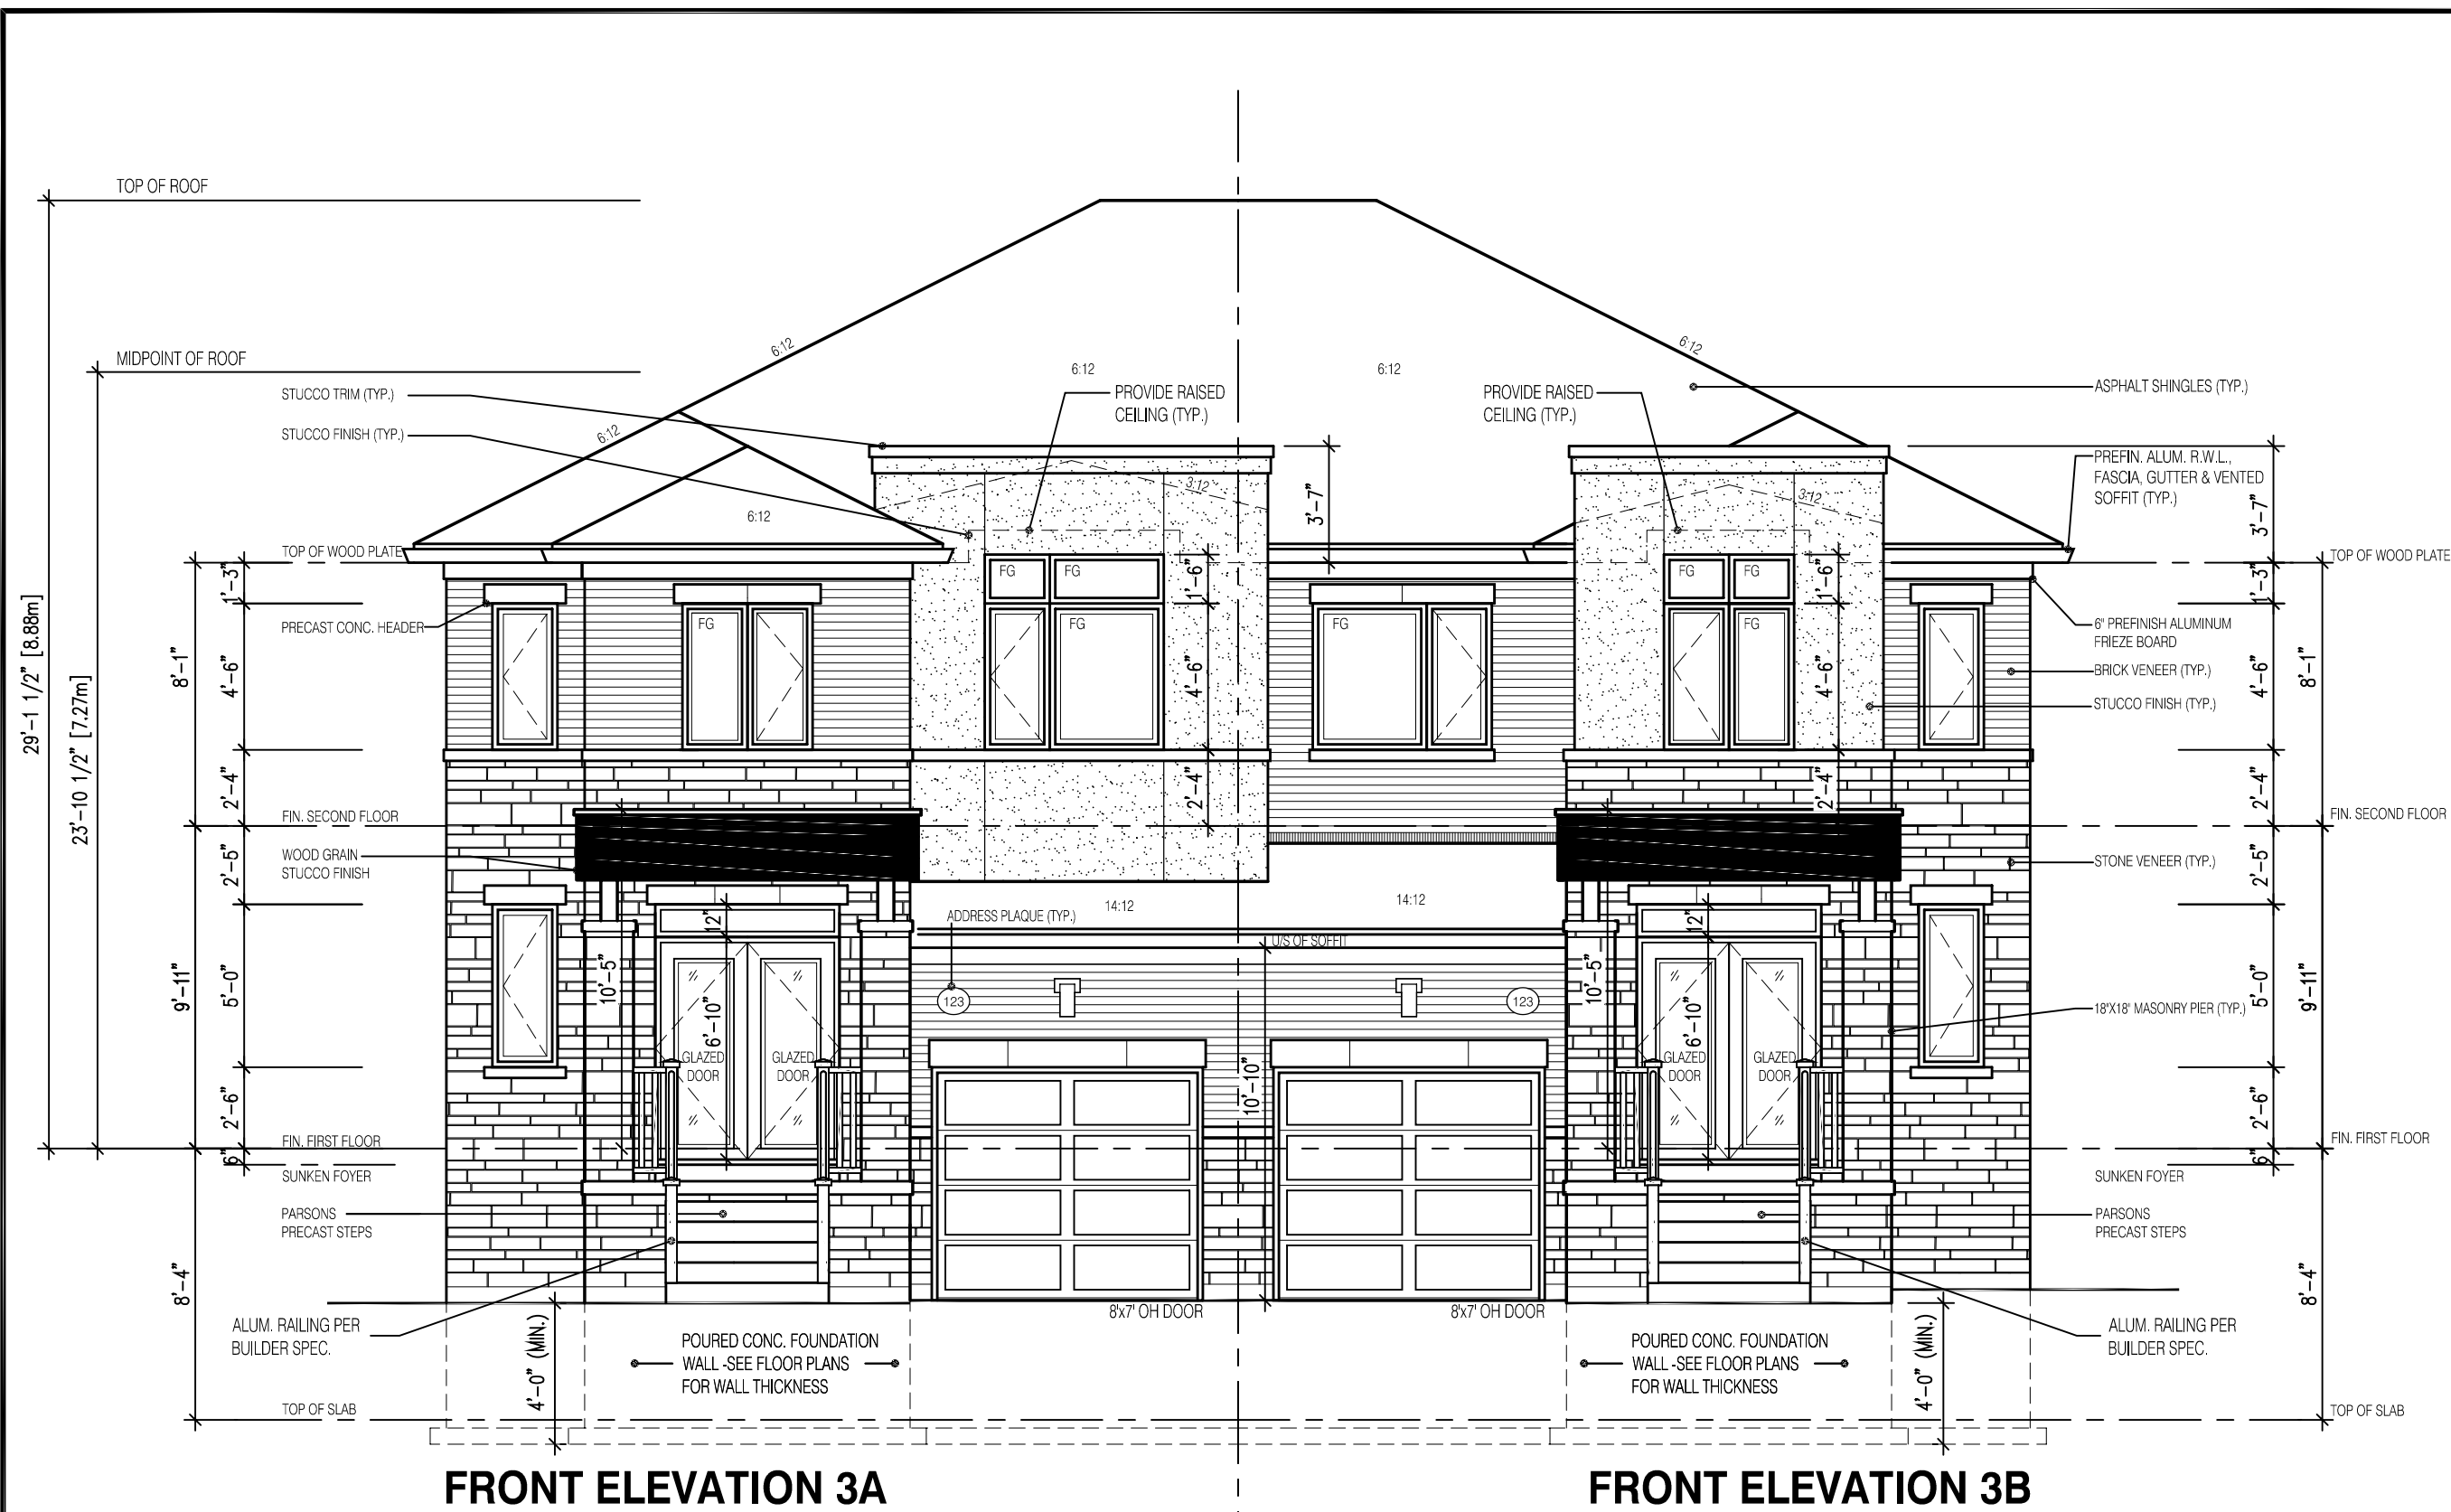 TOP OF ROOF
MIDPOINT OF ROOF
29'-1 1/2" [8.88m]
23'-10 1/2" [7.27m]
6:12
6:12
6:12
6:12
6:12
6:12
STUCCO TRIM (TYP.)
STUCCO FINISH (TYP.)
PROVIDE RAISED
CEILING (TYP.)
PROVIDE RAISED
CEILING (TYP.)
ASPHALT SHINGLES (TYP.)
PREFIN. ALUM. R.W.L.,
FASCIA, GUTTER & VENTED
SOFFIT (TYP.)
3:12
3:12
3'-7"
3'-7"
TOP OF WOOD PLATE
TOP OF WOOD PLATE
PRECAST CONC. HEADER
6" PREFINISH ALUMINUM
FRIEZE BOARD
BRICK VENEER (TYP.)
STUCCO FINISH (TYP.)
FG
FG
FG
FG
FG
FG
FG
FG
8'-1"
1'-3"
4'-6"
2'-4"
1'-6"
4'-6"
2'-4"
1'-6"
4'-6"
2'-4"
1'-3"
4'-6"
2'-4"
8'-1"
FIN. SECOND FLOOR
FIN. SECOND FLOOR
WOOD GRAIN
STUCCO FINISH
STONE VENEER (TYP.)
9'-11"
2'-5"
5'-0"
2'-6"
6"
10'-5"
12"
6'-10"
GLAZED
DOOR
GLAZED
DOOR
ADDRESS PLAQUE (TYP.)
14:12
14:12
U/S OF SOFFIT
123
123
10'-10"
10'-5"
12"
6'-10"
GLAZED
DOOR
GLAZED
DOOR
18"X18" MASONRY PIER (TYP.)
2'-5"
5'-0"
2'-6"
6"
9'-11"
FIN. FIRST FLOOR
FIN. FIRST FLOOR
SUNKEN FOYER
SUNKEN FOYER
PARSONS
PRECAST STEPS
PARSONS
PRECAST STEPS
8'-4"
8'-4"
8'x7' OH DOOR
8'x7' OH DOOR
ALUM. RAILING PER
BUILDER SPEC.
ALUM. RAILING PER
BUILDER SPEC.
4'-0" (MIN.)
POURED CONC. FOUNDATION
WALL -SEE FLOOR PLANS
FOR WALL THICKNESS
POURED CONC. FOUNDATION
WALL -SEE FLOOR PLANS
FOR WALL THICKNESS
4'-0" (MIN.)
TOP OF SLAB
TOP OF SLAB
FRONT ELEVATION 3A
FRONT ELEVATION 3B